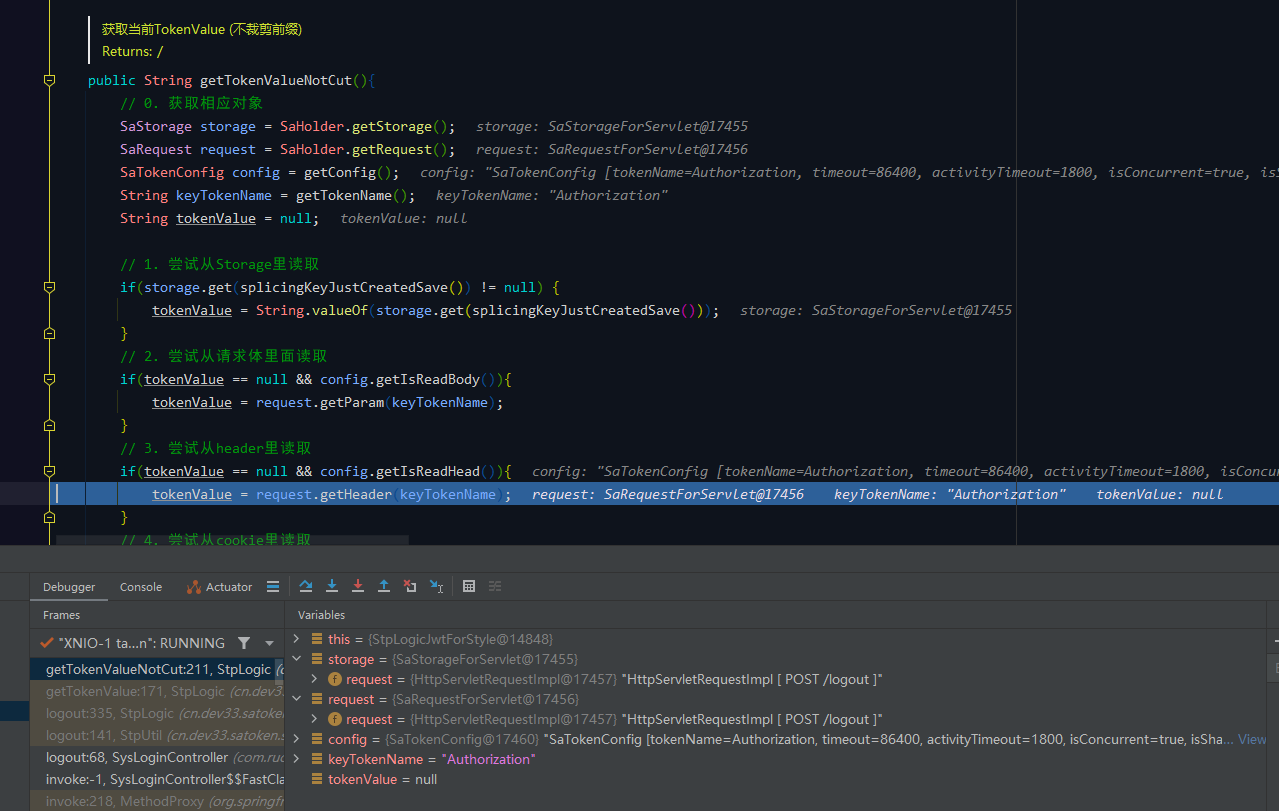 获取当前TokenValue (不裁剪前缀)
Returns: /
public String getTokenValueNotCut(){
// 0. 获取相应对象
SaStorage storage = SaHolder.getStorage(); storage: SaStorageForServlet@17455
SaRequest request = SaHolder.getRequest(); request: SaRequestForServlet@17456
SaTokenConfig config = getConfig(); config: "SaTokenConfig [tokenName=Authorization, timeout=86400, activityTimeout=1800, isConcurrent=true, isS
String keyTokenName = getTokenName(); keyTokenName: "Authorization"
String tokenValue = null; tokenValue: null
// 1. 尝试从Storage里读取
if(storage.get(splicingKeyJustCreatedSave()) != null) {
tokenValue = String.valueOf(storage.get(splicingKeyJustCreatedSave())); storage: SaStorageForServlet@17455
}
// 2. 尝试从请求体里面读取
if(tokenValue == null && config.getIsReadBody()){
tokenValue = request.getParam(keyTokenName);
}
// 3. 尝试从header里读取
if(tokenValue == null && config.getIsReadHead()){ config: "SaTokenConfig [tokenName=Authorization, timeout=86400, activityTimeout=1800, isConcur
tokenValue = request.getHeader(keyTokenName); request: SaRequestForServlet@17456 keyTokenName: "Authorization" tokenValue: null
}
// 4. 尝试从cookie里读取
Debugger Console Actuator
Frames
Variables
"XNIO-1 ta...n": RUNNING
getTokenValueNotCut:211, StpLogic (c
getTokenValue:171, StpLogic (cn.dev3
logout:335, StpLogic (cn.dev33.satoken
logout:141, StpUtil (cn.dev33.satoken.s
logout:68, SysLoginController (com.ruo
invoke:-1, SysLoginController$$FastCla
invoke:218, MethodProxy (org.springfr
this = {StpLogicJwtForStyle@14848}
storage = {SaStorageForServlet@17455}
f request = {HttpServletRequestImpl@17457} "HttpServletRequestImpl [ POST /logout ]"
request = {SaRequestForServlet@17456}
f request = {HttpServletRequestImpl@17457} "HttpServletRequestImpl [ POST /logout ]"
config = {SaTokenConfig@17460} "SaTokenConfig [tokenName=Authorization, timeout=86400, activityTimeout=1800, isConcurrent=true, isSha... View
keyTokenName = "Authorization"
tokenValue = null